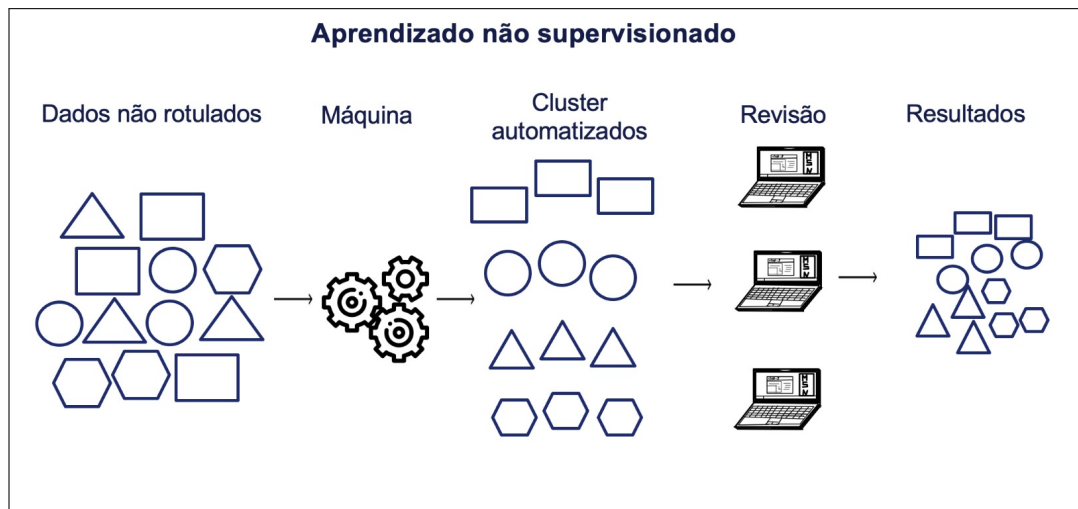 Aprendizado não supervisionado
Dados não rotulados
Máquina
Cluster
automatizados
Revisão
Resultados